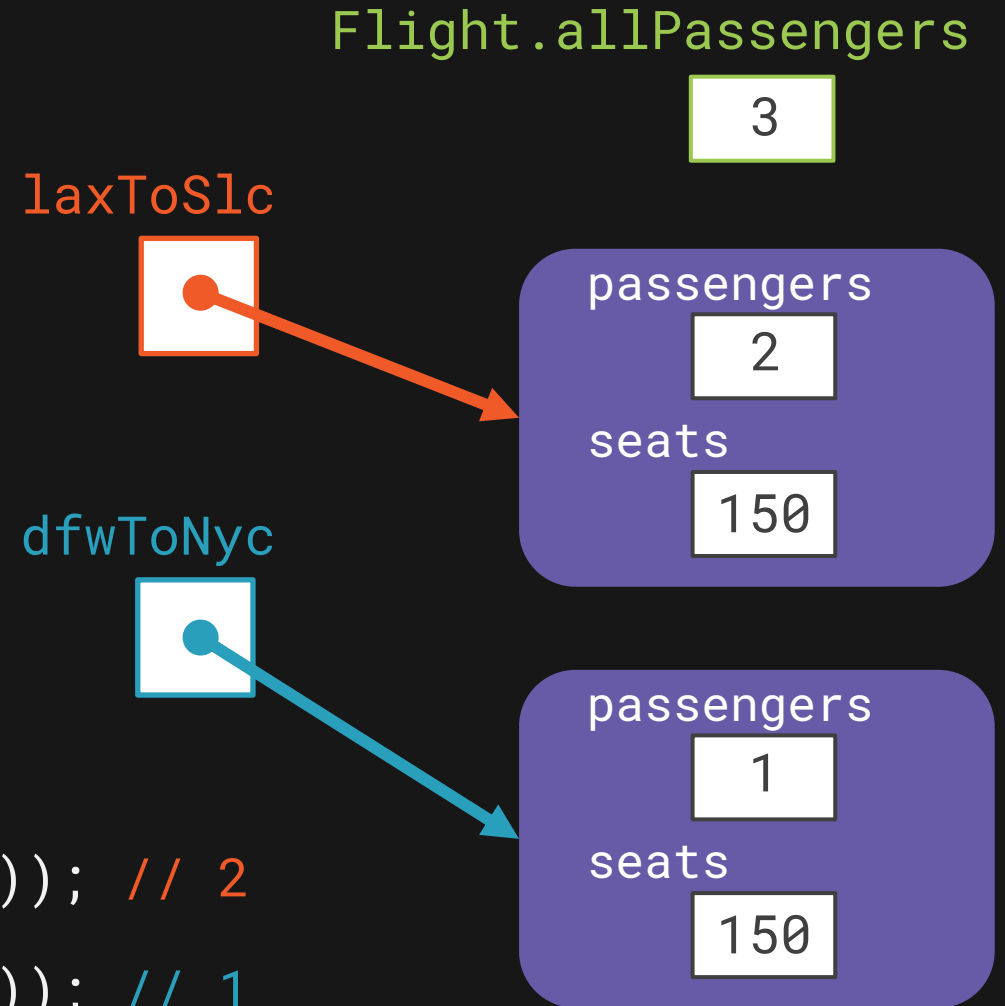 Flight.allPassengers
3
laxToSlc
passengers
2
seats
150
dfwToNyc
passengers
1
seats
150
)); // 2
)); // 1